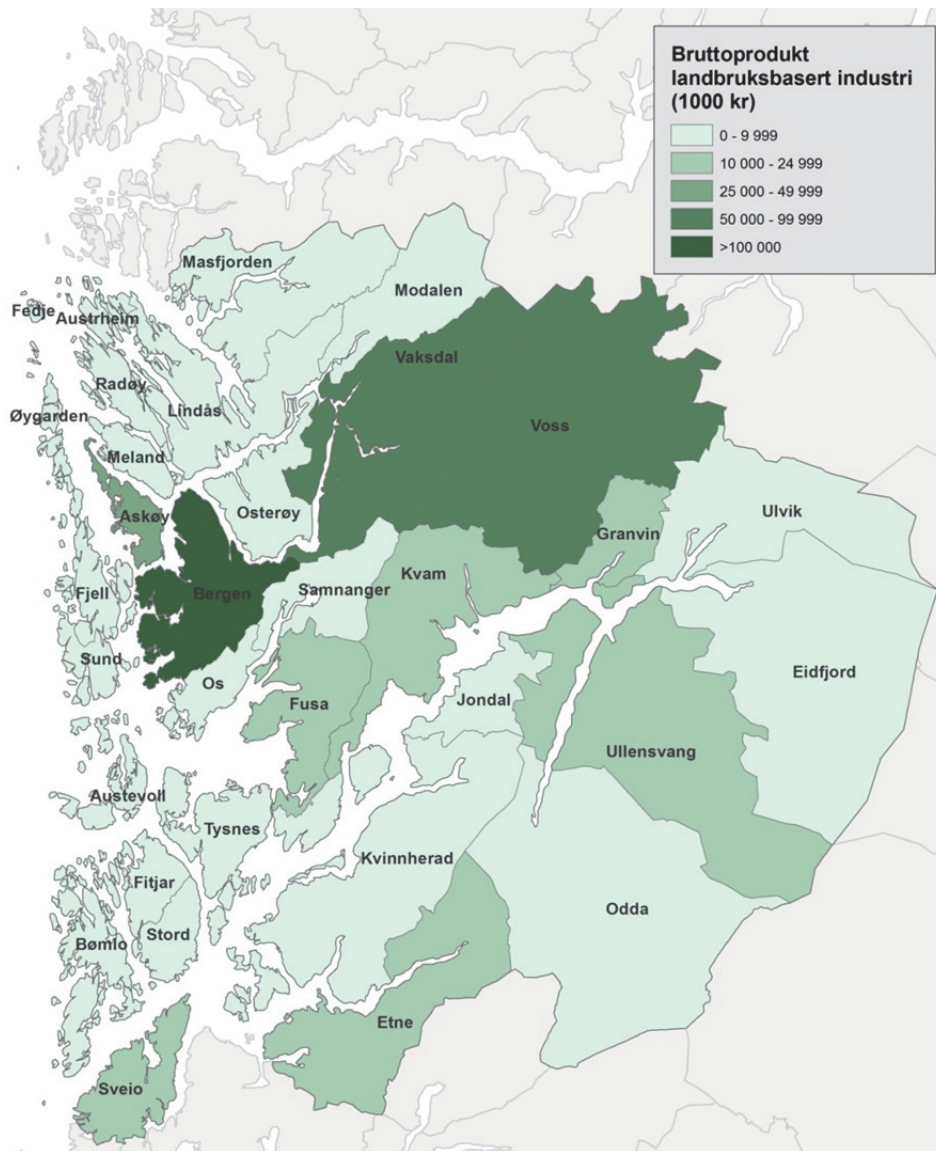 Bruttoprodukt
landbruksbasert industri
(1000 kr)
0 - 9 999
10 000 - 24 999
25 000 - 49 999
50 000 - 99 999
>100 000
Masfjorden
Modalen
Fedje
Austrheim
Vaksdal
Radøy
Øygarden
Lindås
Voss
Meland
Askøy
Osterøy
Ulvik
Granvin
Kvam
Fjell
Bergen
Samnanger
Sund
Os
Eidfjord
Fusa
Jondal
Ullensvang
Austevoll
Tysnes
Kvinnherad
Fitjar
Odda
Stord
Bømlo
Etne
Sveio